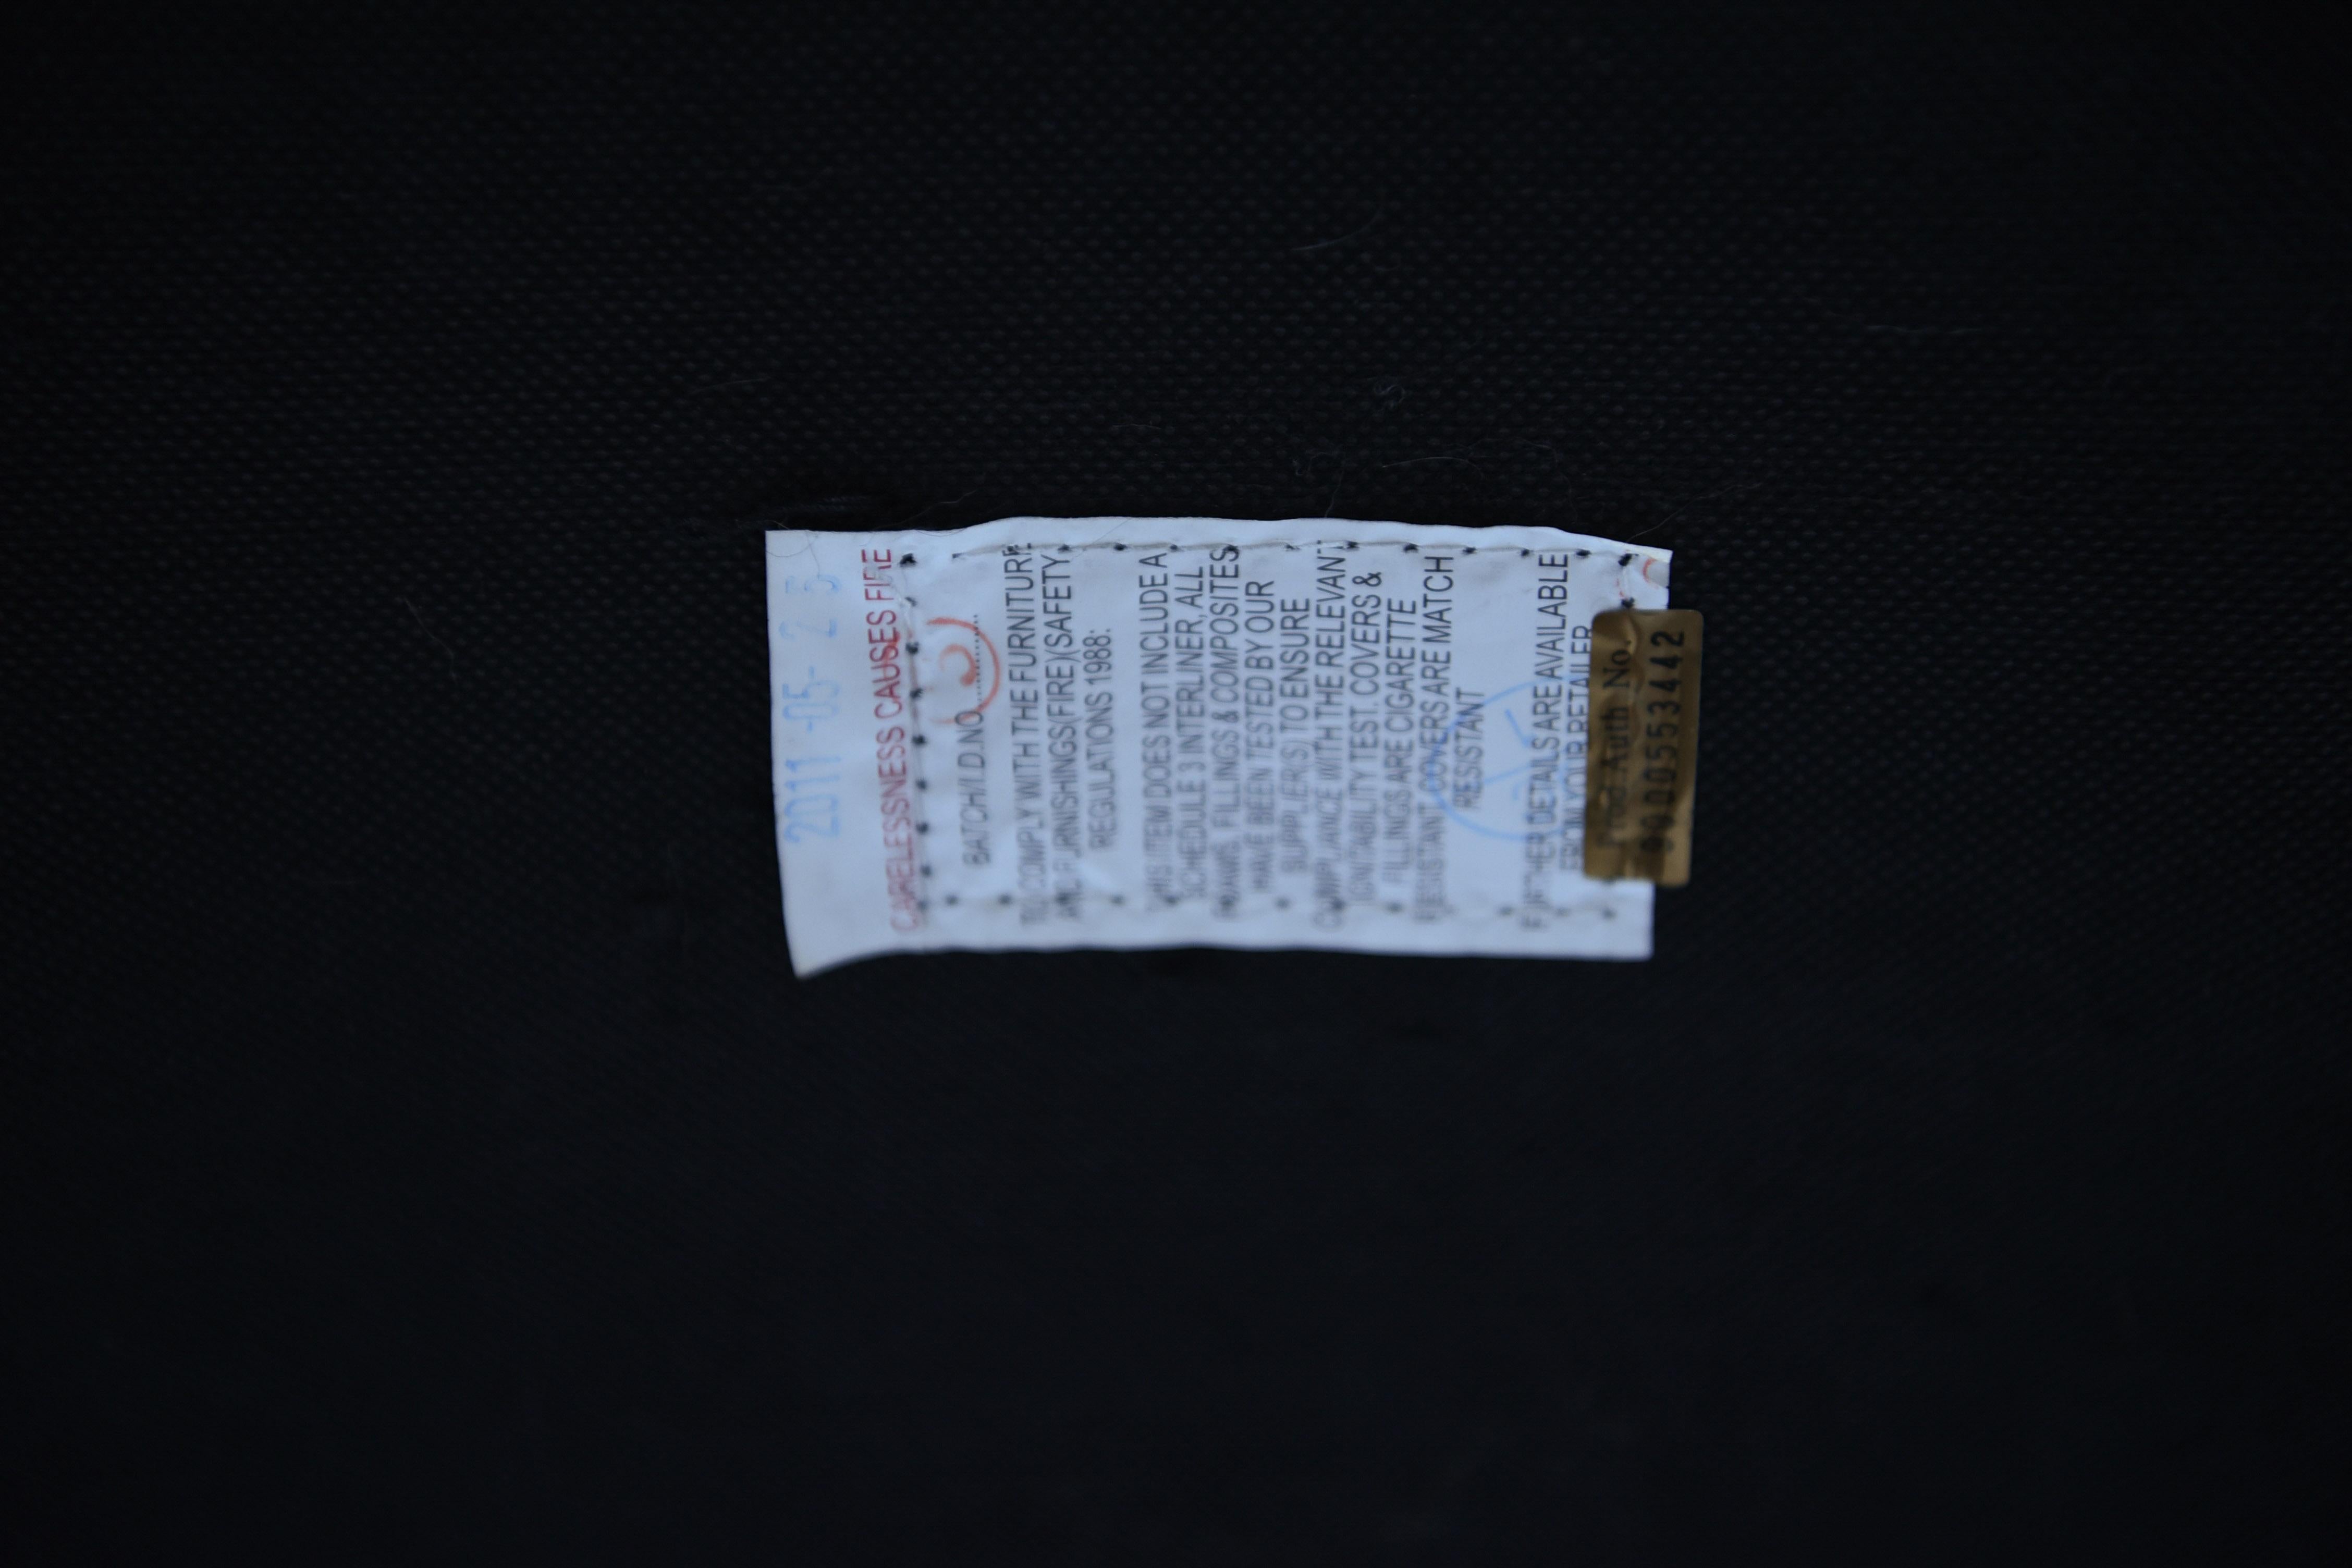 2011-05-23
CARELESSNESS CAUSES FIRE
BATCH/I.D.NO
TO COMPLY WITH THE FURNITURE
AND FURNISHINGS(FIRE)(SAFETY
REGULATIONS 1988:
THIS ITEM DOES NOT INCLUDE A
SCHEDULE 3 INTERLINER, ALL
FOAMS, FILLINGS & COMPOSITES
HAVE BEEN TESTED BY OUR
SUPPLIER(S) TO ENSURE
COMPLIANCE WITH THE RELEVANT
IGNITABILITY TEST. COVERS &
FILLINGS ARE CIGARETTE
RESISTANT COVERS ARE MATCH
RESISTANT
FURTHER DETAILS ARE AVAILABLE
FROM YOUR RETAILER
Prod.Auth No.